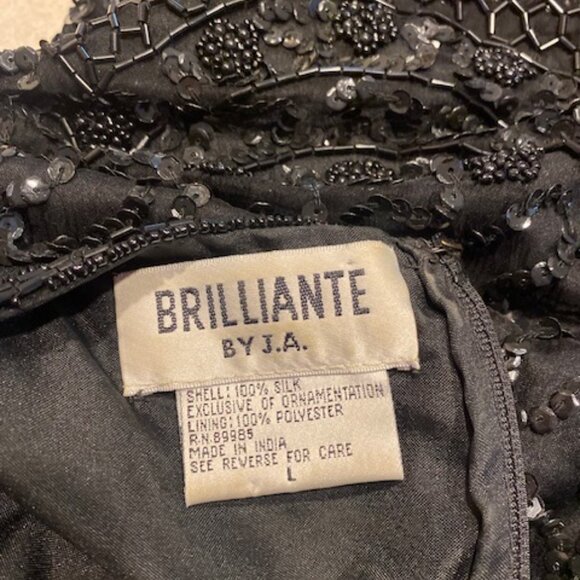 BRILLIANTE
BY J.A.
SHELL: 100% SILK
EXCLUSIVE OF ORNAMENTATION
LINING: 100% POLYESTER
R.N. 89985
MADE IN INDIA
SEE REVERSE FOR CARE
L